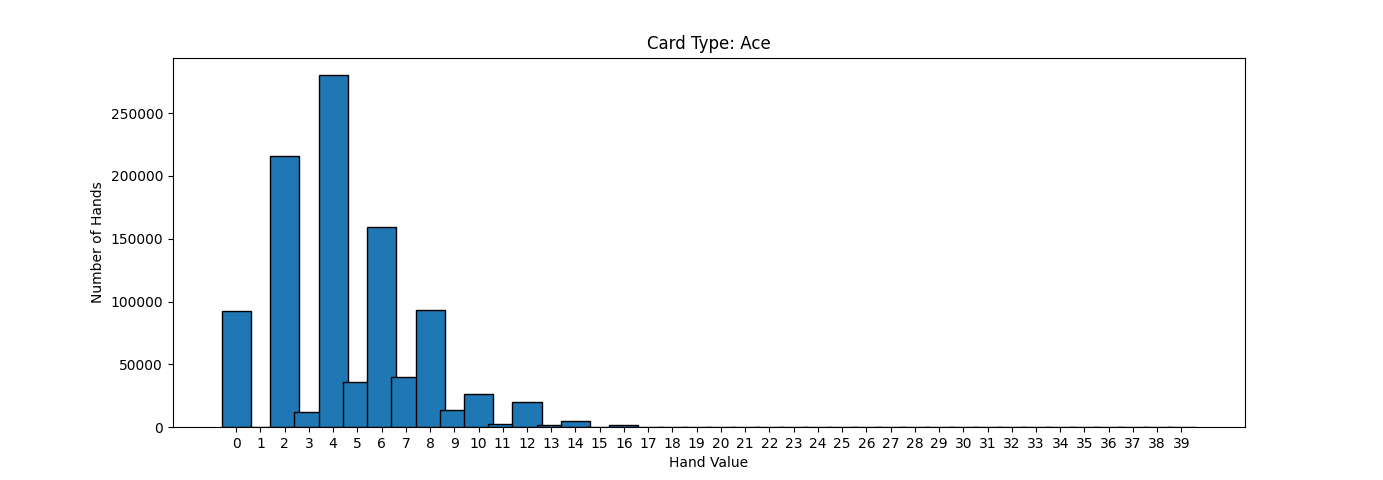 Card Type: Ace
Number of Hands
250000
200000
150000
100000
50000
0
0 1 2 3 4 5 6 7 8 9 10 11 12 13 14 15 16 17 18 19 20 21 22 23 24 25 26 27 28 29 30 31 32 33 34 35 36 37 38 39
Hand Value